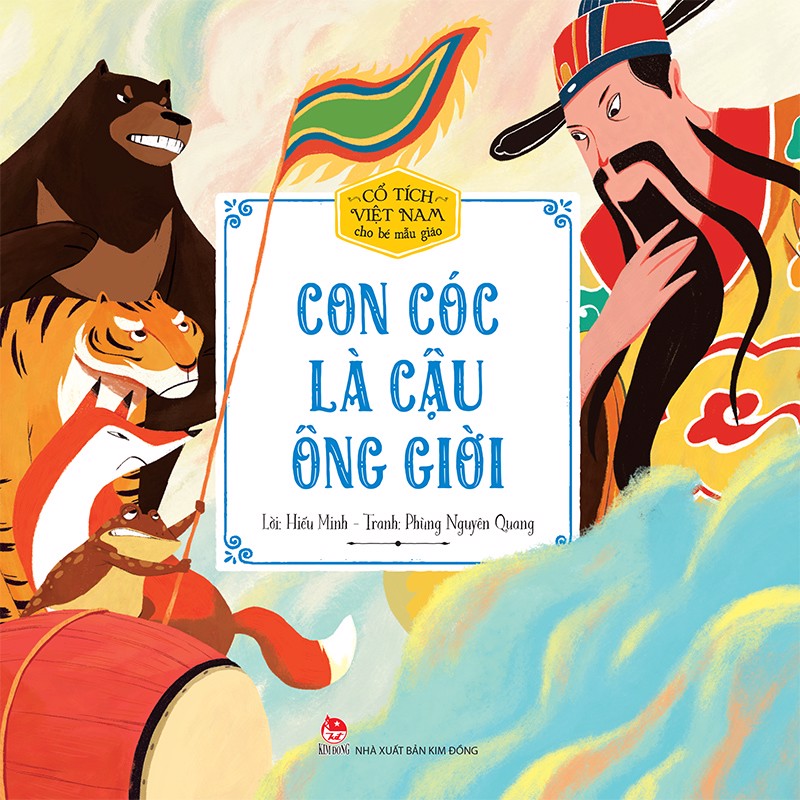 CỔ TÍCH
VIỆT NAM
cho bé mẫu giáo
CON CÓC
LÀ CẬU
ÔNG GIỜI
Lời: Hiếu Minh - Tranh: Phùng Nguyên Quang
KIM ĐỒNG
NHÀ XUẤT BẢN KIM ĐỒNG